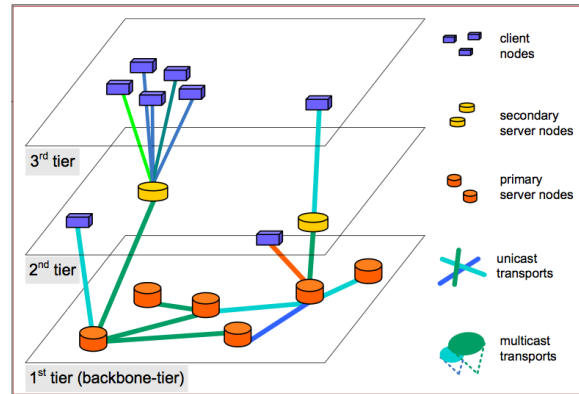 client
nodes
secondary
server nodes
3rd tier
primary
server nodes
2nd tier
unicast
transports
multicast
transports
1st tier (backbone-tier)